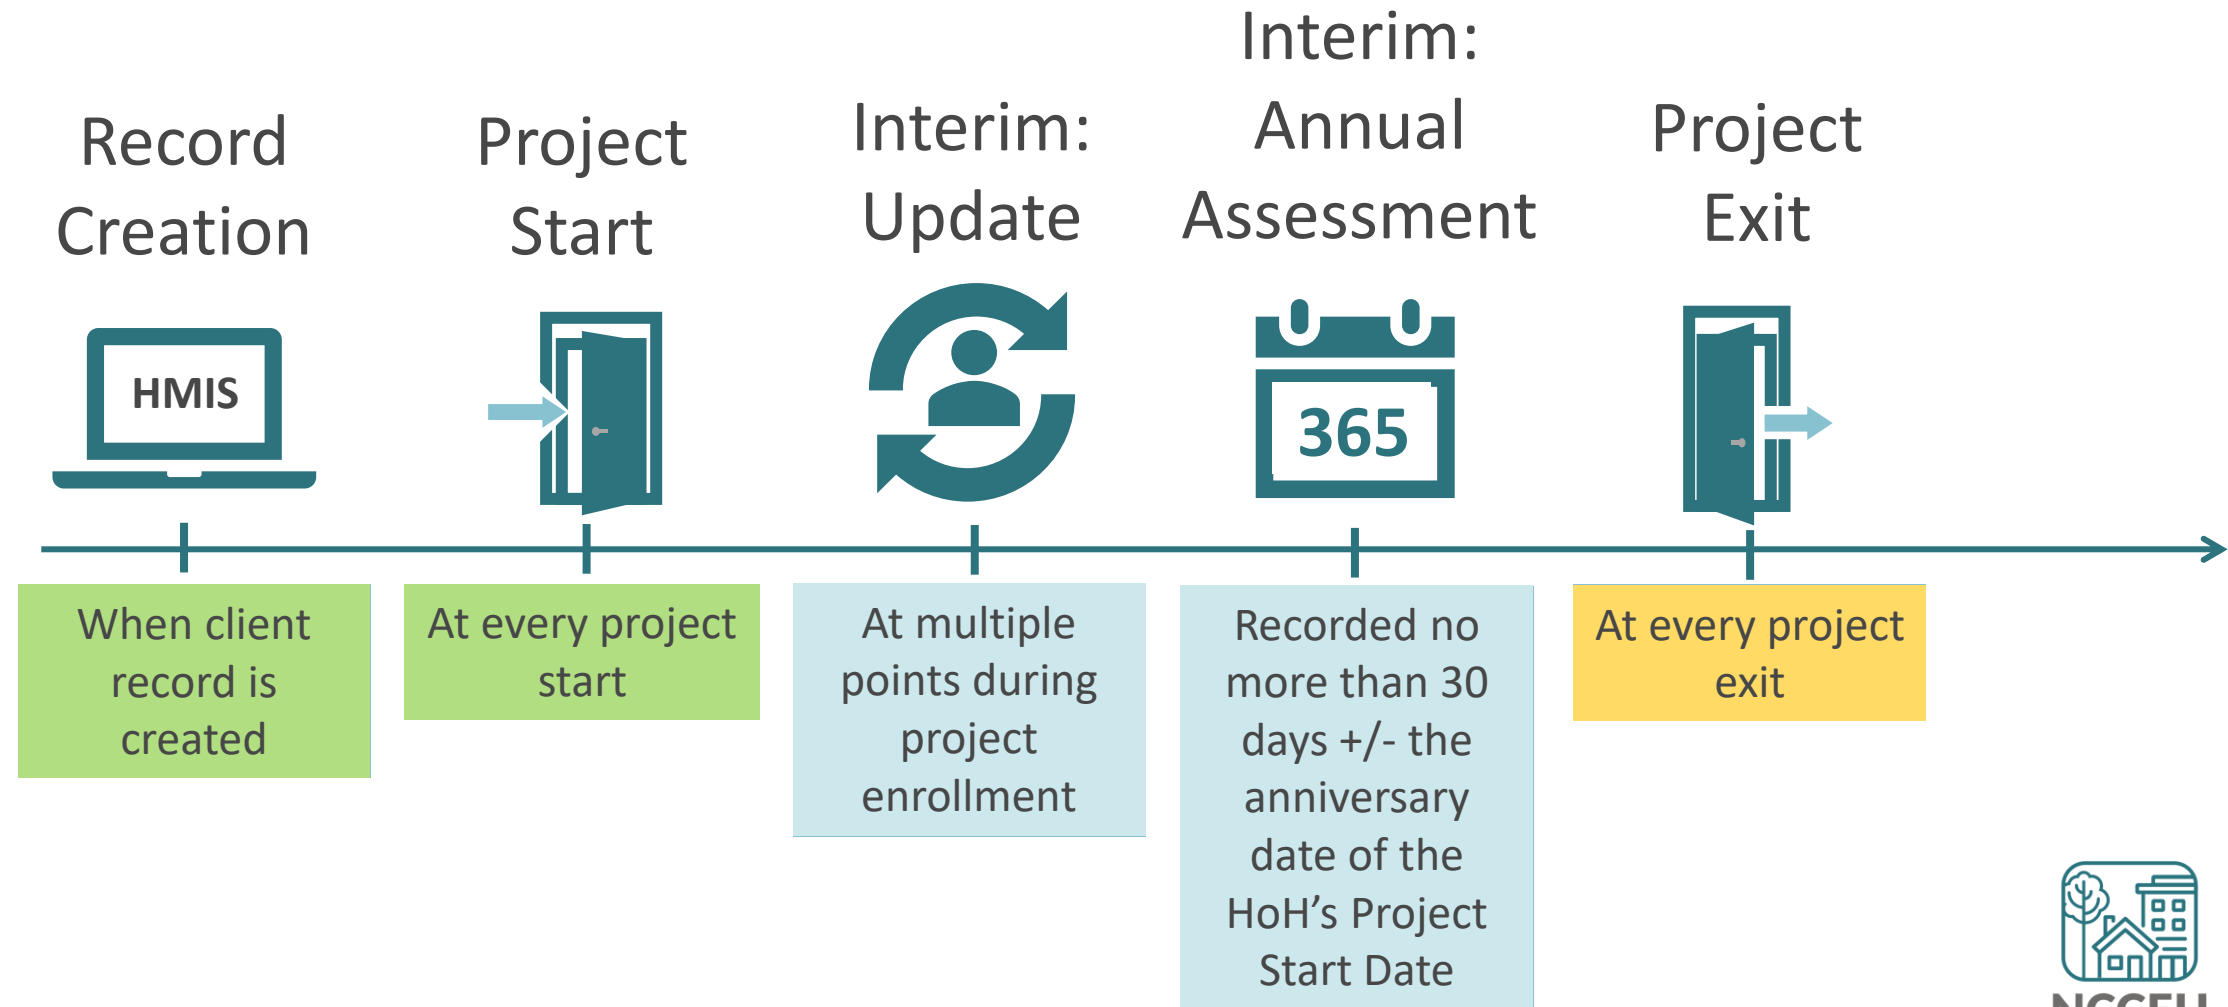 Record
Creation
Project
Start
Interim:
Update
Interim:
Annual
Assessment
Project
Exit
HMIS
365
When client
record is
created
At every project
start
At multiple
points during
project
enrollment
Recorded no
more than 30
days +/- the
anniversary
date of the
HoH’s Project
Start Date
At every project
exit
NCCEH